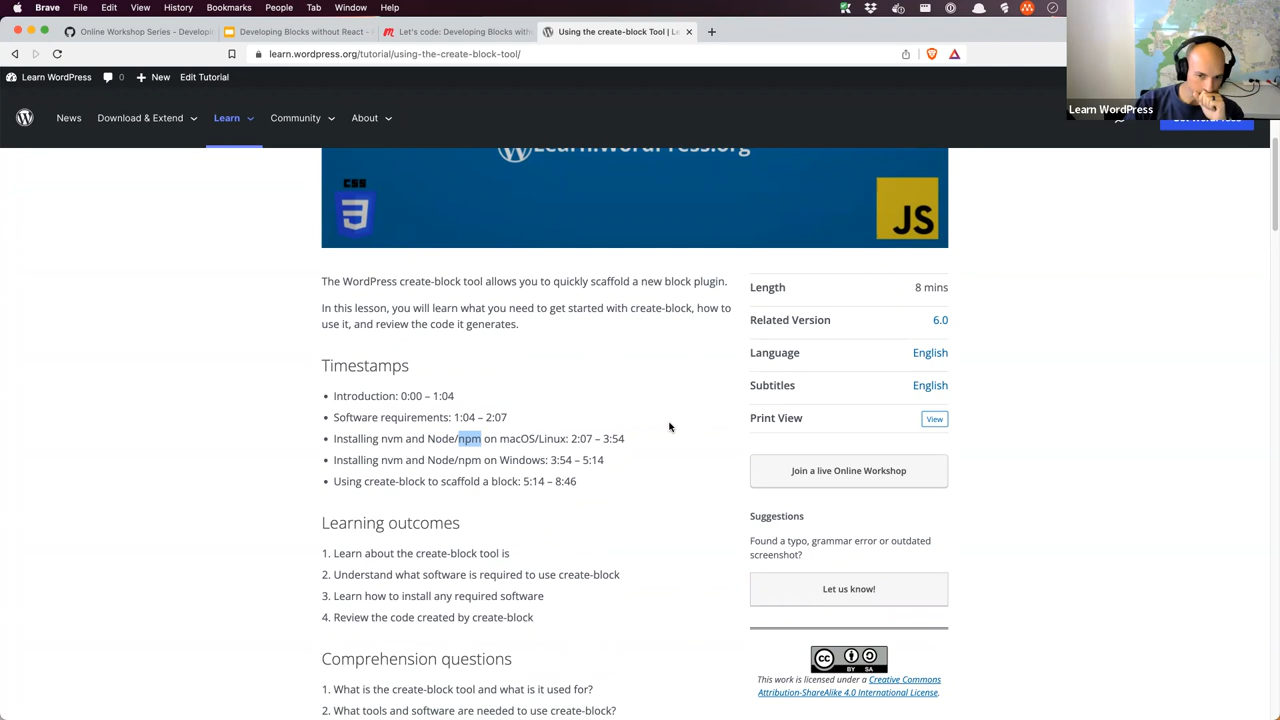 Brave File Edit View History Bookmarks People Tab Window Help
Online Workshop Series - Developi
Developing Blocks without React -
Let's code: Developing Blocks with
Using the create-block Tool | Le
learn.wordpress.org/tutorial/using-the-create-block-tool/
Learn WordPress 0 New Edit Tutorial
Learn WordPress
News Download & Extend Learn Community About
Learn.WordPress.org
CSS
3
JS
The WordPress create-block tool allows you to quickly scaffold a new block plugin.
In this lesson, you will learn what you need to get started with create-block, how to
use it, and review the code it generates.
Timestamps
• Introduction: 0:00 – 1:04
• Software requirements: 1:04 – 2:07
• Installing nvm and Node/npm on macOS/Linux: 2:07 – 3:54
• Installing nvm and Node/npm on Windows: 3:54 – 5:14
• Using create-block to scaffold a block: 5:14 – 8:46
Learning outcomes
1. Learn about the create-block tool is
2. Understand what software is required to use create-block
3. Learn how to install any required software
4. Review the code created by create-block
Comprehension questions
1. What is the create-block tool and what is it used for?
2. What tools and software are needed to use create-block?
Length 8 mins
Related Version 6.0
Language English
Subtitles English
Print View View
Join a live Online Workshop
Suggestions
Found a typo, grammar error or outdated
screenshot?
Let us know!
CC BY SA
This work is licensed under a Creative Commons
Attribution-ShareAlike 4.0 International License.